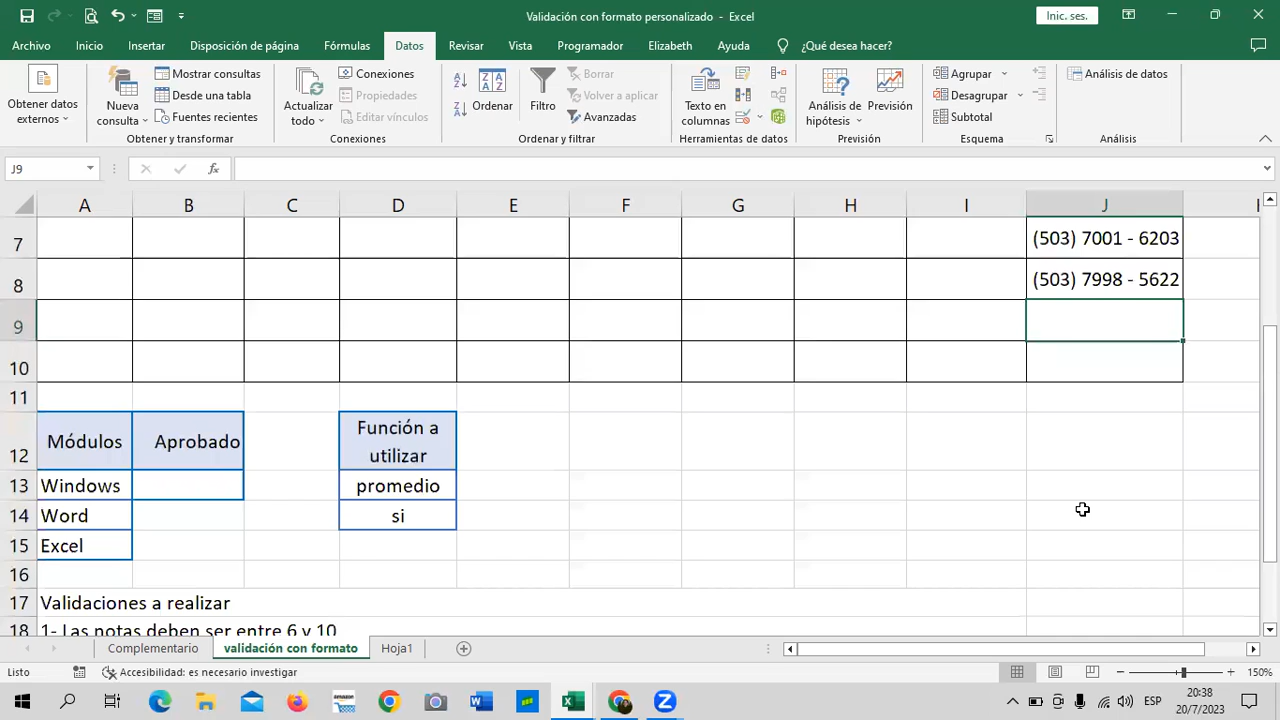 Validación con formato personalizado - Excel
Inic. ses.
Archivo Inicio Insertar Disposición de página Fórmulas Datos Revisar Vista Programador Elizabeth Ayuda ¿Qué desea hacer?
Obtener datos externos
Nueva consulta
Mostrar consultas
Desde una tabla
Fuentes recientes
Obtener y transformar
Actualizar todo
Conexiones
Propiedades
Editar vínculos
Conexiones
Ordenar
Filtro
Borrar
Volver a aplicar
Avanzadas
Ordenar y filtrar
Texto en columnas
Herramientas de datos
Análisis de hipótesis
Previsión
Previsión
Agrupar
Desagrupar
Subtotal
Esquema
Análisis de datos
Análisis
J9
fx
A B C D E F G H I J
7 (503) 7001 - 6203
8 (503) 7998 - 5622
9
10
11
12 Módulos Aprobado Función a utilizar
13 Windows promedio
14 Word si
15 Excel
16
17 Validaciones a realizar
18 1- Las notas deben ser entre 6 y 10
Complementario validación con formato Hoja1
Listo Accesibilidad: es necesario investigar 150%
ESP
20:38
20/7/2023